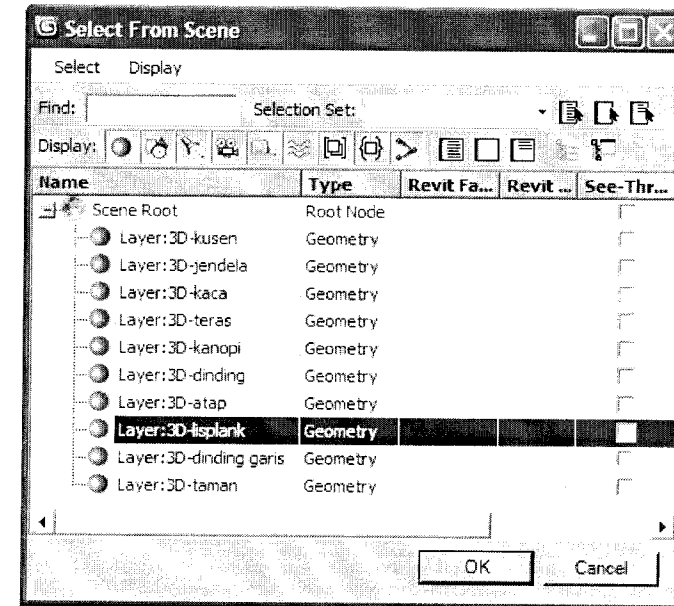 Select From Scene
Select Display
Find: Selection Set:
Display:
Name Type Revit Fa... Revit ... See-Thr...
Scene Root Root Node
Layer:3D-kusen Geometry
Layer:3D-jendela Geometry
Layer:3D-kaca Geometry
Layer:3D-teras Geometry
Layer:3D-kanopi Geometry
Layer:3D-dinding Geometry
Layer:3D-atap Geometry
Layer:3D-lisplank Geometry
Layer:3D-dinding garis Geometry
Layer:3D-taman Geometry
OK Cancel